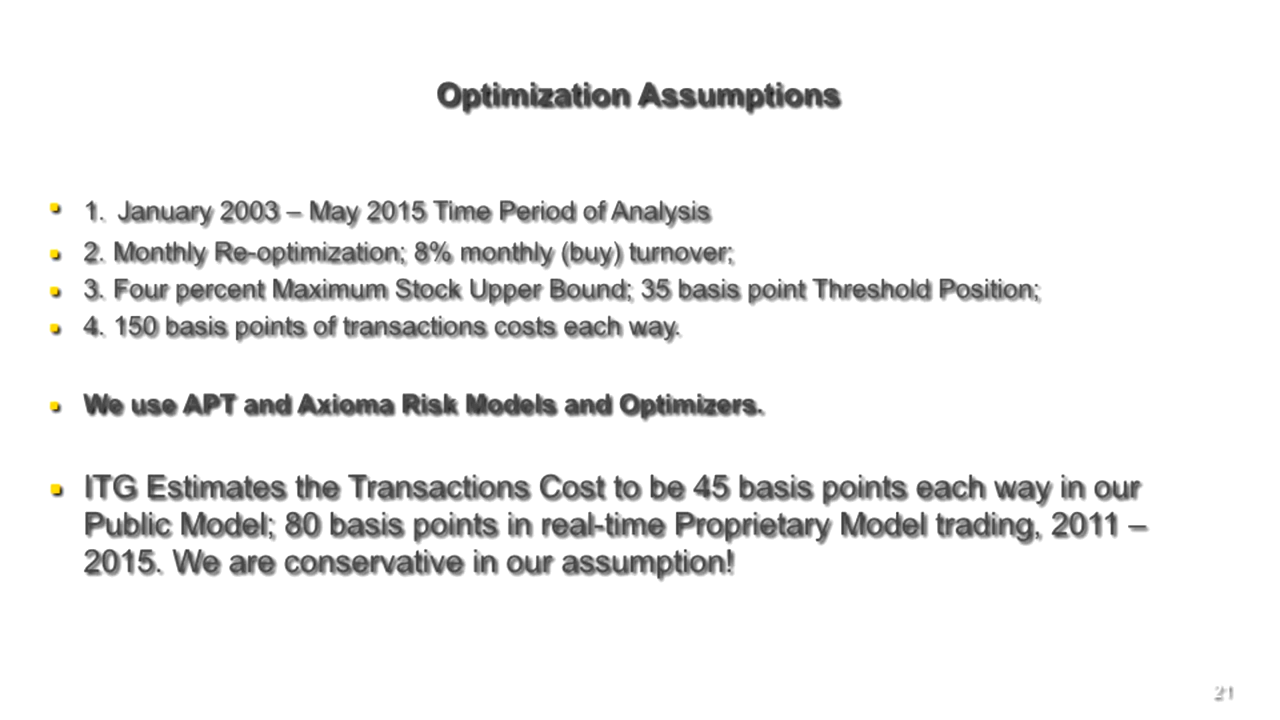 Optimization Assumptions
1. January 2003 – May 2015 Time Period of Analysis
2. Monthly Re-optimization; 8% monthly (buy) turnover;
3. Four percent Maximum Stock Upper Bound; 35 basis point Threshold Position;
4. 150 basis points of transactions costs each way.
We use APT and Axioma Risk Models and Optimizers.
ITG Estimates the Transactions Cost to be 45 basis points each way in our
Public Model; 80 basis points in real-time Proprietary Model trading, 2011 –
2015. We are conservative in our assumption!
21